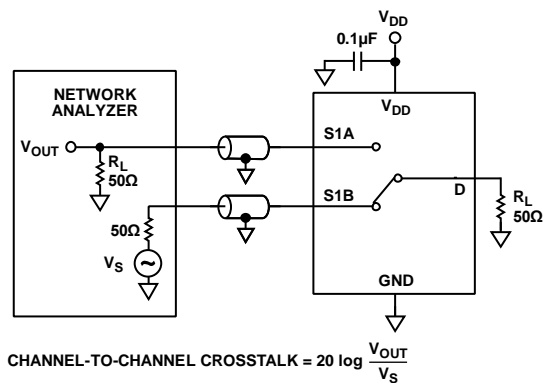 V_DD
0.1µF
NETWORK
ANALYZER
V_DD
V_OUT
S1A
R_L
50Ω
S1B
D
R_L
50Ω
50Ω
V_S
GND
CHANNEL-TO-CHANNEL CROSSTALK = 20 log V_OUT / V_S